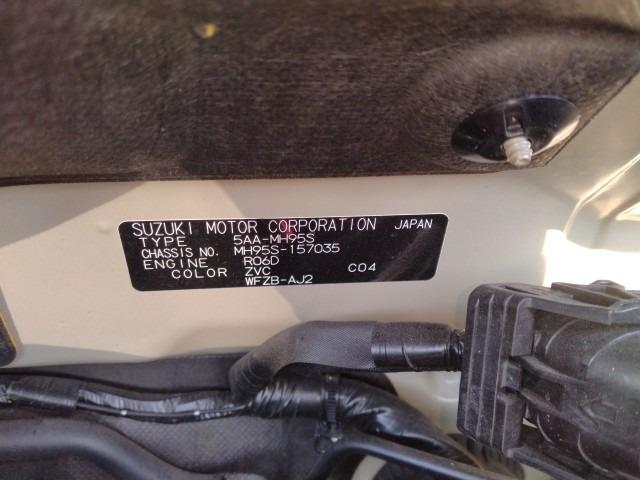 SUZUKI MOTOR CORPORATION JAPAN
TYPE 5AA-MH95S
CHASSIS NO. MH95S-157035
ENGINE R06D
COLOR ZVC C04
WFZB-AJ2